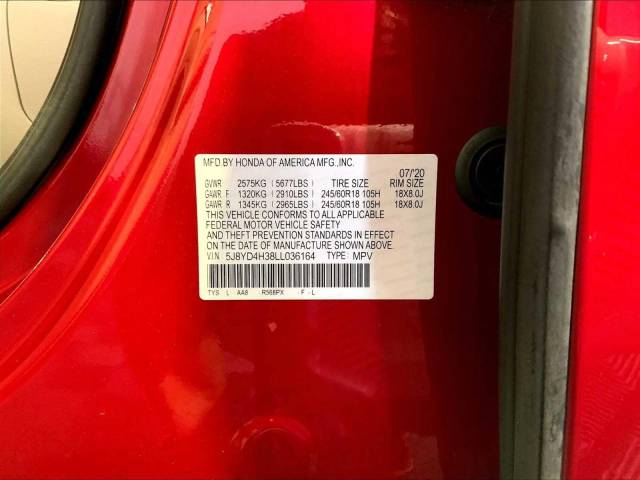 MFD BY HONDA OF AMERICA MFG.,INC. 07/'20
GVWR 2575KG (5677LBS) TIRE SIZE RIM SIZE
GAWR F 1320KG (2910LBS) 245/60R18 105H 18X8.0J
GAWR R 1345KG (2965LBS) 245/60R18 105H 18X8.0J
THIS VEHICLE CONFORMS TO ALL APPLICABLE
FEDERAL MOTOR VEHICLE SAFETY
AND THEFT PREVENTION STANDARDS IN EFFECT
ON THE DATE OF MANUFACTURE SHOWN ABOVE.
V.I.N 5J8YD4H38LL036164 TYPE: MPV
TYS L AA8 R568PX F L